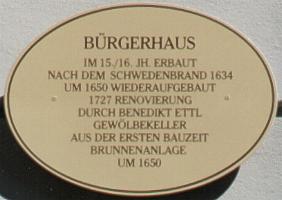 BÜRGERHAUS
IM 15./16. JH. ERBAUT
NACH DEM SCHWEDENBRAND 1634
UM 1650 WIEDERAUFGEBAUT
1727 RENOVIERUNG
DURCH BENEDIKT ETTL
GEWÖLBEKELLER
AUS DER ERSTEN BAUZEIT
BRUNNENANLAGE
UM 1650